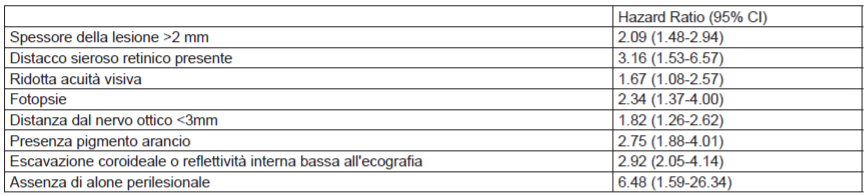 Hazard Ratio (95% CI)
Spessore della lesione >2 mm 2.09 (1.48-2.94)
Distacco sieroso retinico presente 3.16 (1.53-6.57)
Ridotta acuità visiva 1.67 (1.08-2.57)
Fotopsie 2.34 (1.37-4.00)
Distanza dal nervo ottico <3mm 1.82 (1.26-2.62)
Presenza pigmento arancio 2.75 (1.88-4.01)
Escavazione coroideale o reflettività interna bassa all'ecografia 2.92 (2.05-4.14)
Assenza di alone perilesionale 6.48 (1.59-26.34)